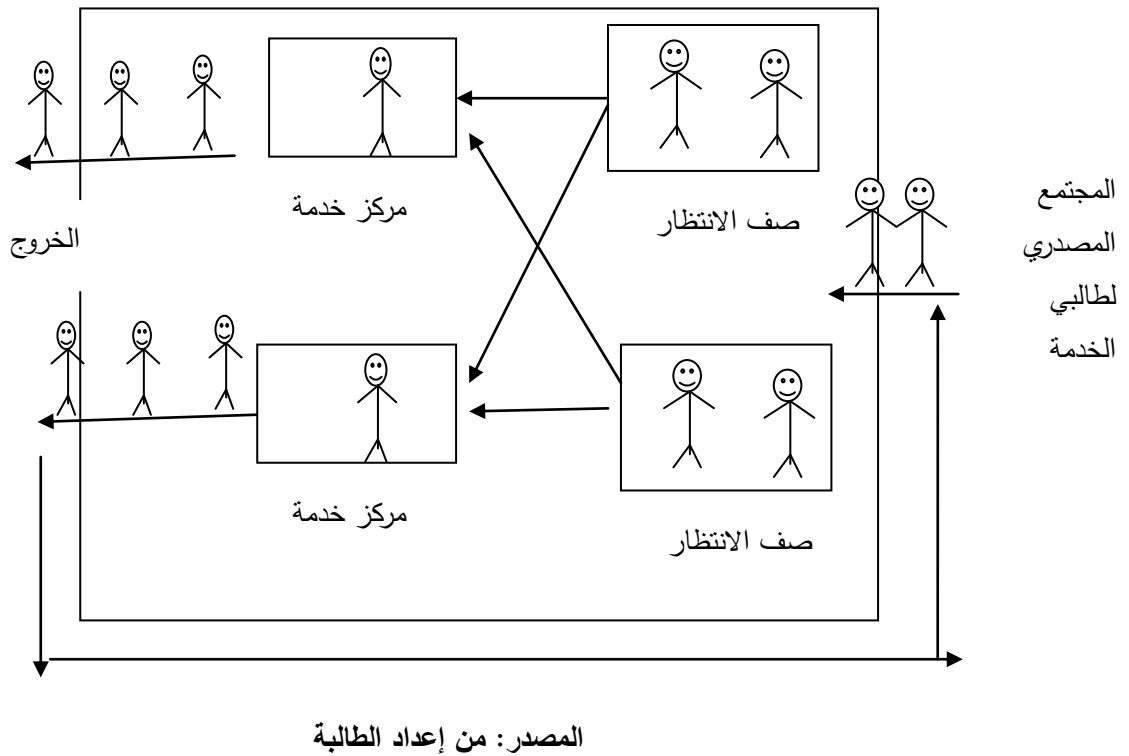 المجتمع
المصدري
لطالبي
الخدمة
صف الانتظار
مركز خدمة
الخروج
صف الانتظار
مركز خدمة
المصدر: من إعداد الطالبة